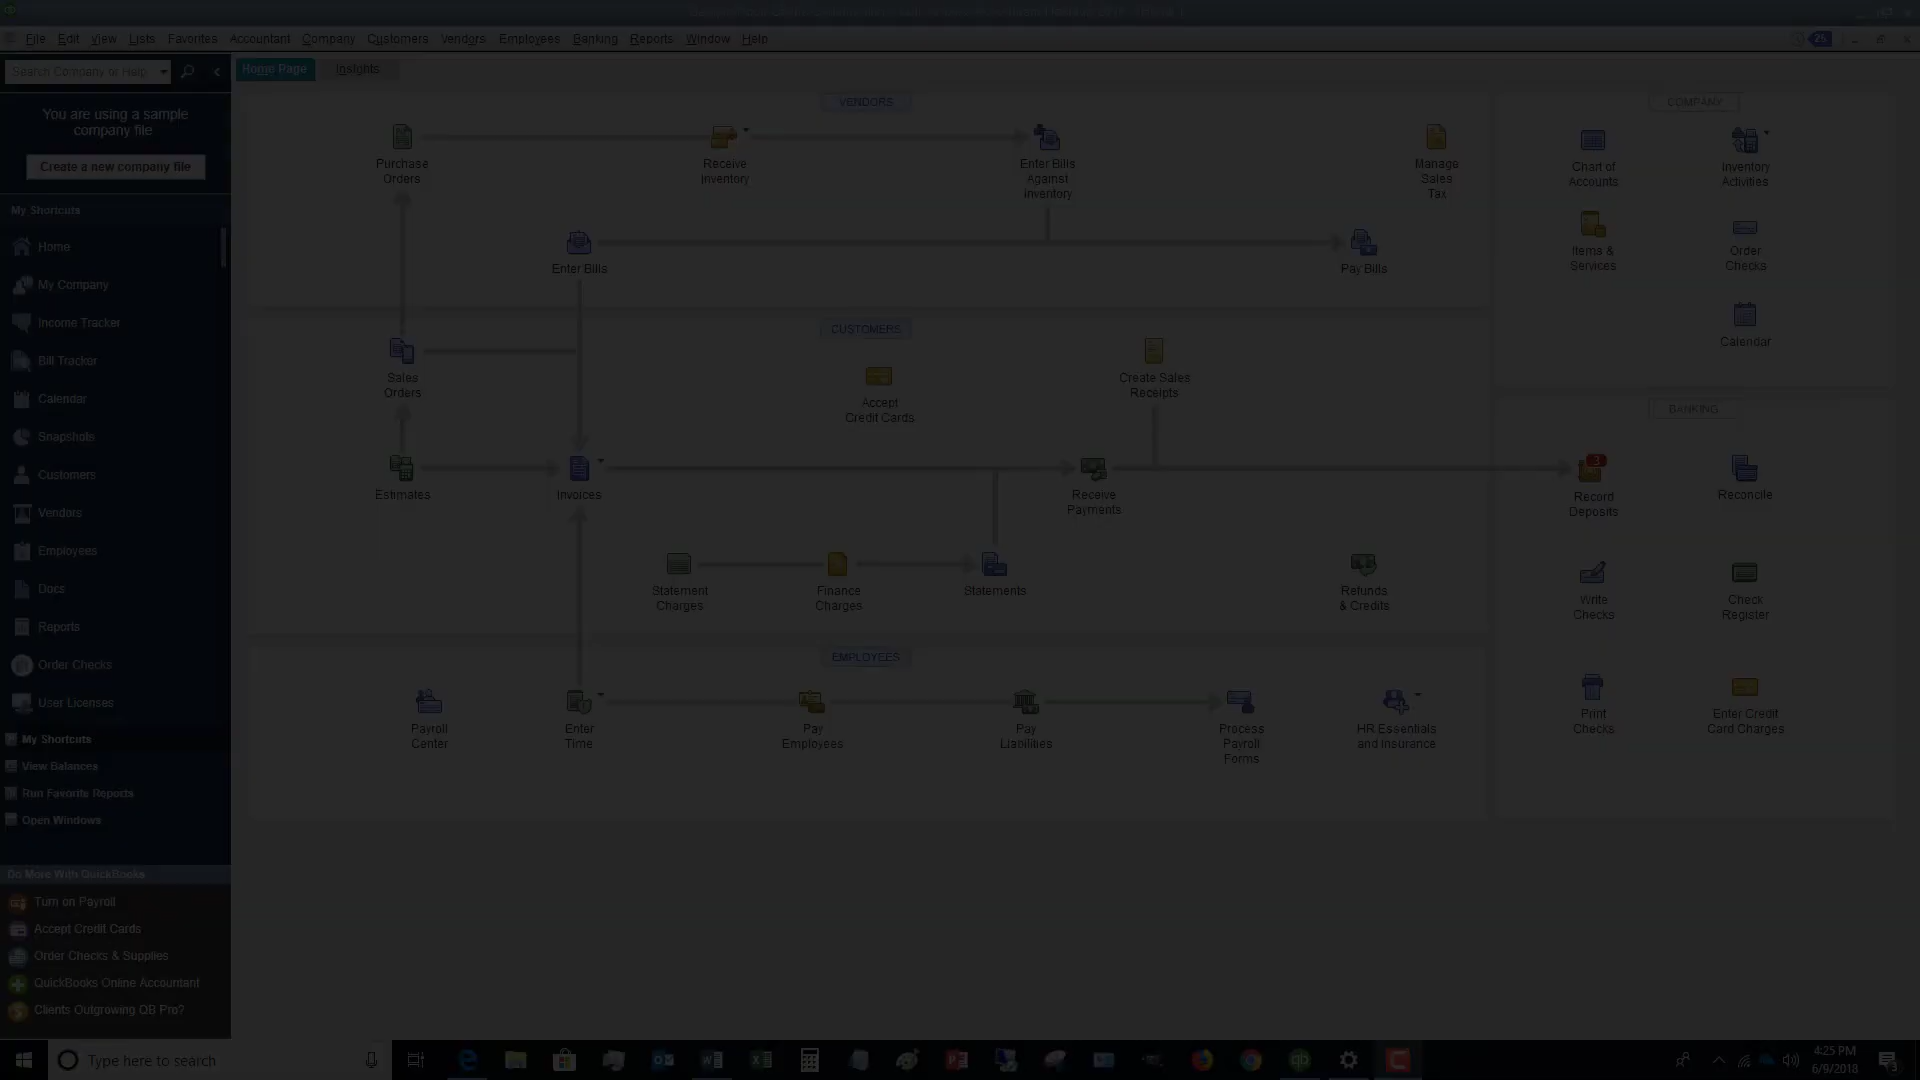 File Edit View Lists Favorites Accountant Company Customers Vendors Employees Banking Reports Window Help
25
Search Company or Help
Home Page Insights
You are using a sample
company file
Create a new company file
My Shortcuts
Home
My Company
Income Tracker
Bill Tracker
Calendar
Snapshots
Customers
Vendors
Employees
Docs
Reports
Order Checks
User Licenses
My Shortcuts
View Balances
Run Favorite Reports
Open Windows
Do More With QuickBooks
Turn on Payroll
Accept Credit Cards
Order Checks & Supplies
QuickBooks Online Accountant
Clients Outgrowing QB Pro?
VENDORS
Purchase
Orders
Receive
Inventory
Enter Bills
Against
Inventory
Manage
Sales
Tax
Enter Bills
Pay Bills
CUSTOMERS
Sales
Orders
Accept
Credit Cards
Create Sales
Receipts
Estimates
Invoices
Receive
Payments
Statement
Charges
Finance
Charges
Statements
Refunds
& Credits
EMPLOYEES
Payroll
Center
Enter
Time
Pay
Employees
Pay
Liabilities
Process
Payroll
Forms
HR Essentials
and Insurance
COMPANY
Chart of
Accounts
Inventory
Activities
Items &
Services
Order
Checks
Calendar
BANKING
3
Record
Deposits
Reconcile
Write
Checks
Check
Register
Print
Checks
Enter Credit
Card Charges
Type here to search
4:25 PM
6/9/2018